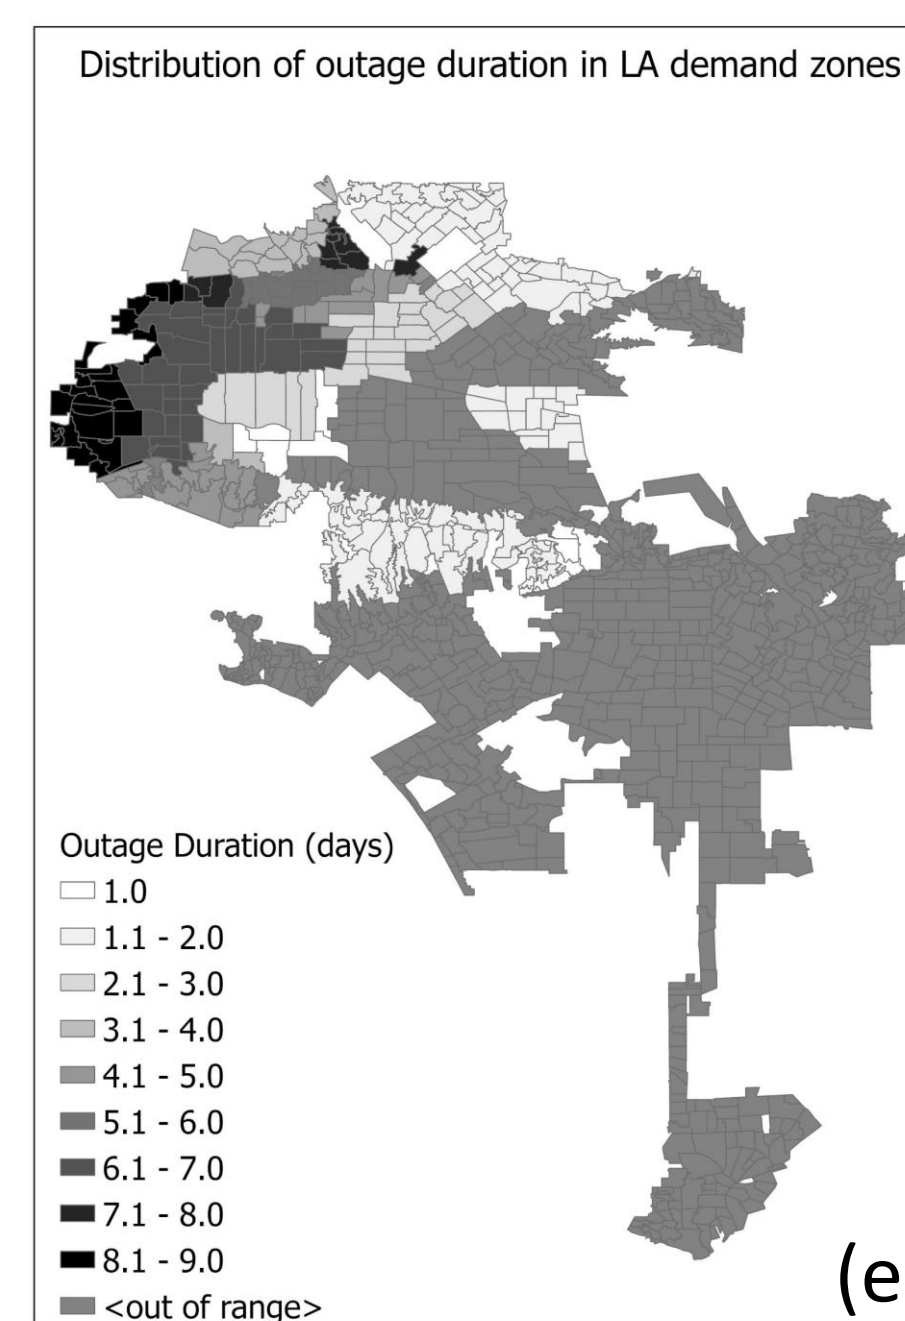 Distribution of outage duration in LA demand zones
Outage Duration (days)
1.0
1.1 - 2.0
2.1 - 3.0
3.1 - 4.0
4.1 - 5.0
5.1 - 6.0
6.1 - 7.0
7.1 - 8.0
8.1 - 9.0
(e
<out of range>